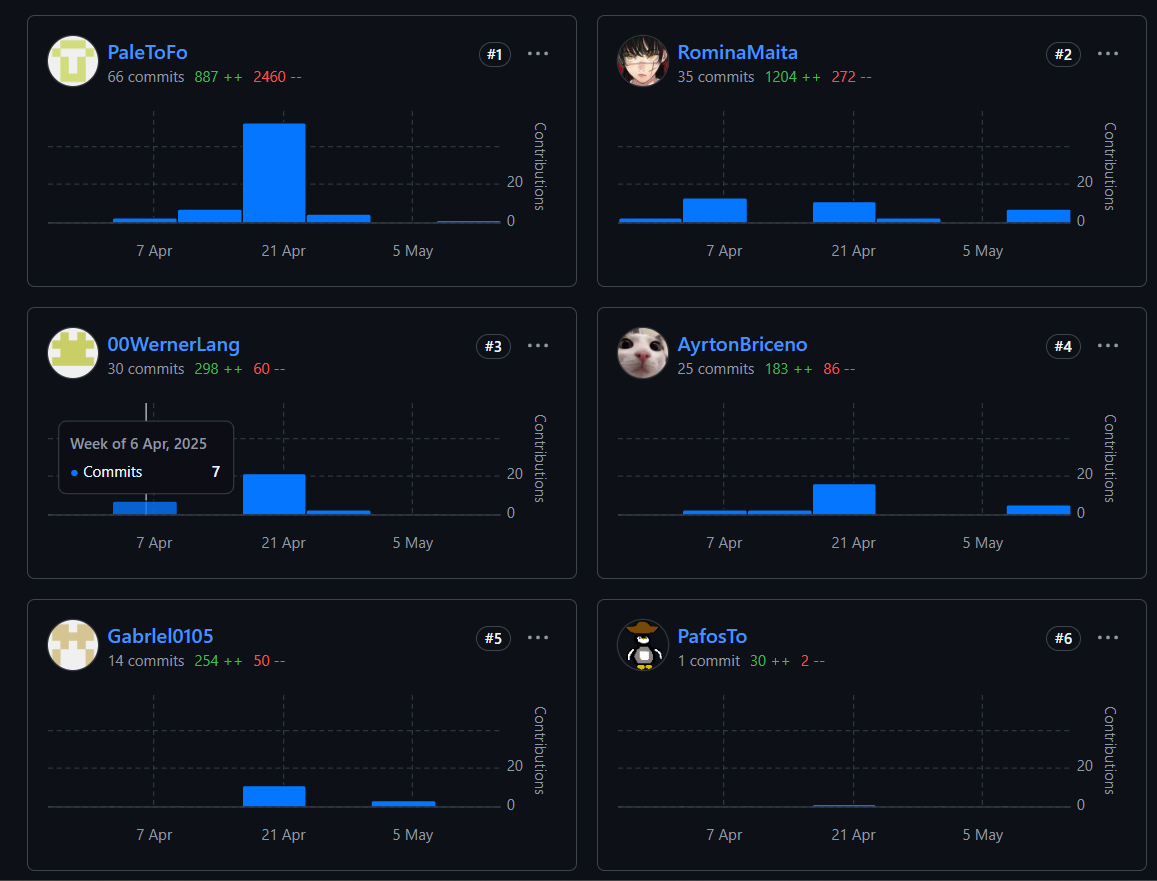 PaleToFo
#1
66 commits 887 ++ 2460 --
Contributions
20
0
7 Apr 21 Apr 5 May
RominaMaita
#2
35 commits 1204 ++ 272 --
Contributions
20
0
7 Apr 21 Apr 5 May
00WernerLang
#3
30 commits 298 ++ 60 --
Contributions
Week of 6 Apr, 2025
Commits 7
20
0
7 Apr 21 Apr 5 May
AyrtonBriceno
#4
25 commits 183 ++ 86 --
Contributions
20
0
7 Apr 21 Apr 5 May
Gabrlel0105
#5
14 commits 254 ++ 50 --
Contributions
20
0
7 Apr 21 Apr 5 May
PafosTo
#6
1 commit 30 ++ 2 --
Contributions
20
0
7 Apr 21 Apr 5 May